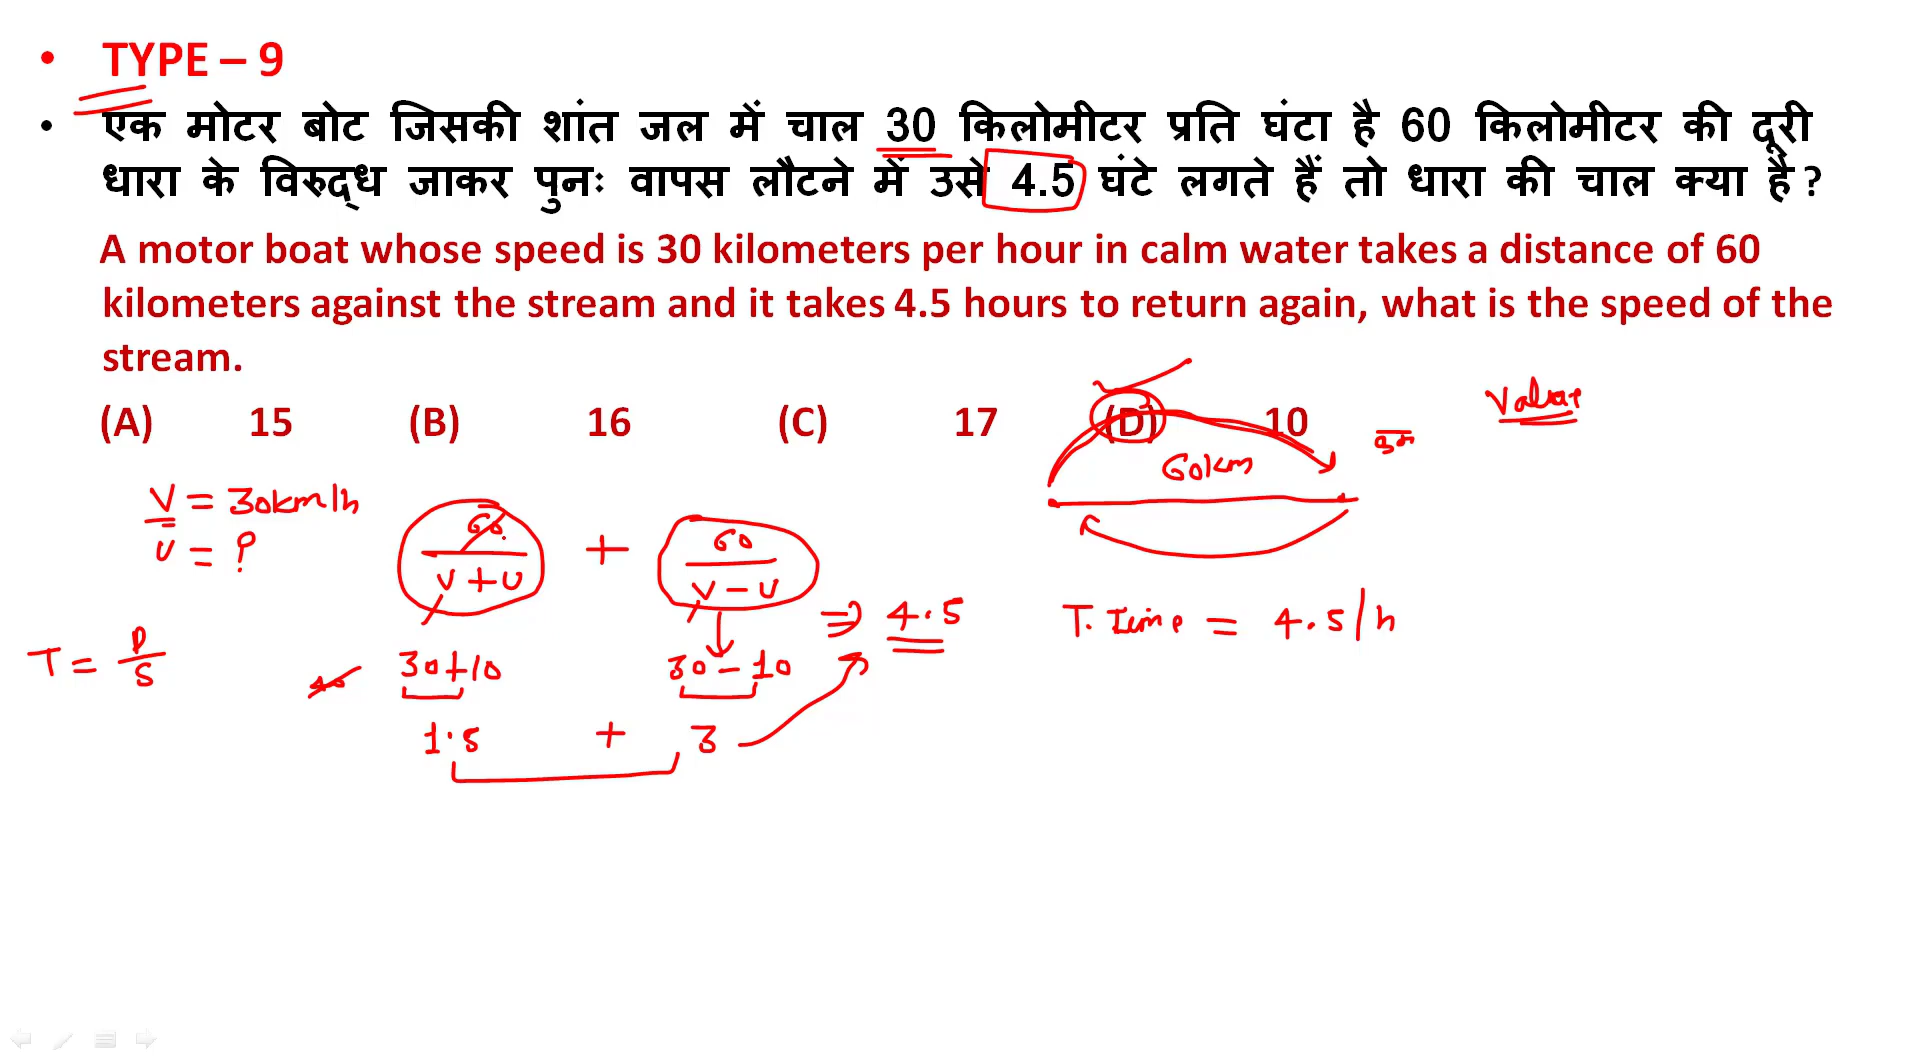 • TYPE – 9
• एक मोटर बोट जिसकी शांत जल में चाल 30 किलोमीटर प्रति घंटा है 60 किलोमीटर की दूरी
धारा के विरुद्ध जाकर पुनः वापस लौटने में उसे 4.5 घंटे लगते हैं तो धारा की चाल क्या है ?
A motor boat whose speed is 30 kilometers per hour in calm water takes a distance of 60
kilometers against the stream and it takes 4.5 hours to return again, what is the speed of the
stream.
(A) 15 (B) 16 (C) 17 (D) 10
60km
V = 30km/h
U = ?
60/V+U + 60/V-U ⇒ 4.5
T. Time = 4.5/h
T = D/S
30+10 30-10
1.5 + 3